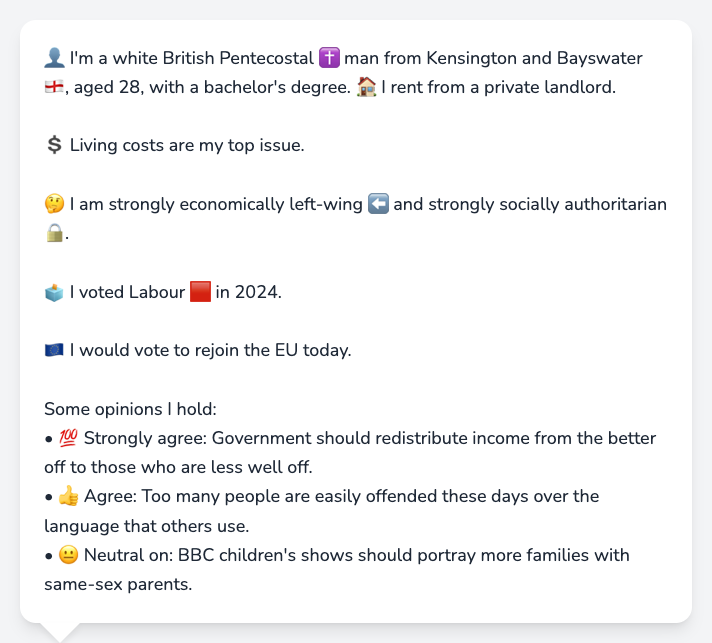 👤 I'm a white British Pentecostal ✝️ man from Kensington and Bayswater
🏴󠁧󠁢󠁥󠁮󠁧󠁿, aged 28, with a bachelor's degree. 🏠 I rent from a private landlord.
💲 Living costs are my top issue.
🤔 I am strongly economically left-wing ⬅️ and strongly socially authoritarian
🔒.
🗳️ I voted Labour 🟥 in 2024.
🇪🇺 I would vote to rejoin the EU today.
Some opinions I hold:
• 💯 Strongly agree: Government should redistribute income from the better
off to those who are less well off.
• 👍 Agree: Too many people are easily offended these days over the
language that others use.
• 😐 Neutral on: BBC children's shows should portray more families with
same-sex parents.